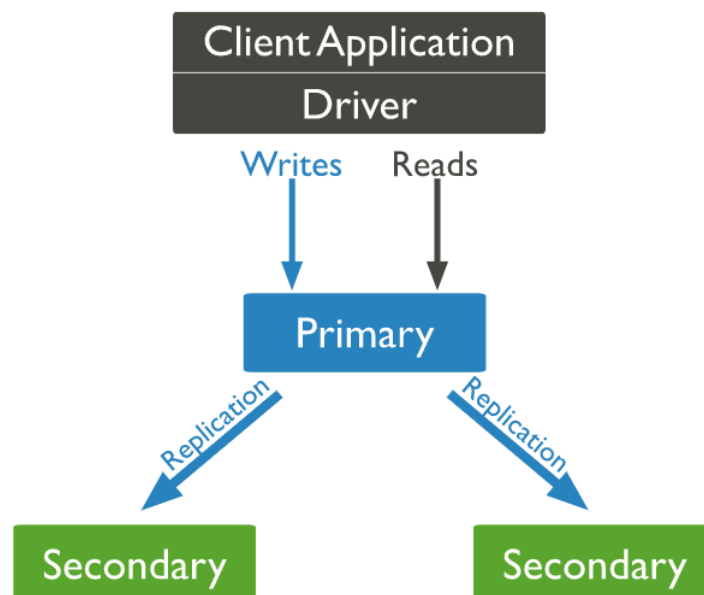 Client Application
Driver
Writes Reads
Primary
Replication Replication
Secondary Secondary